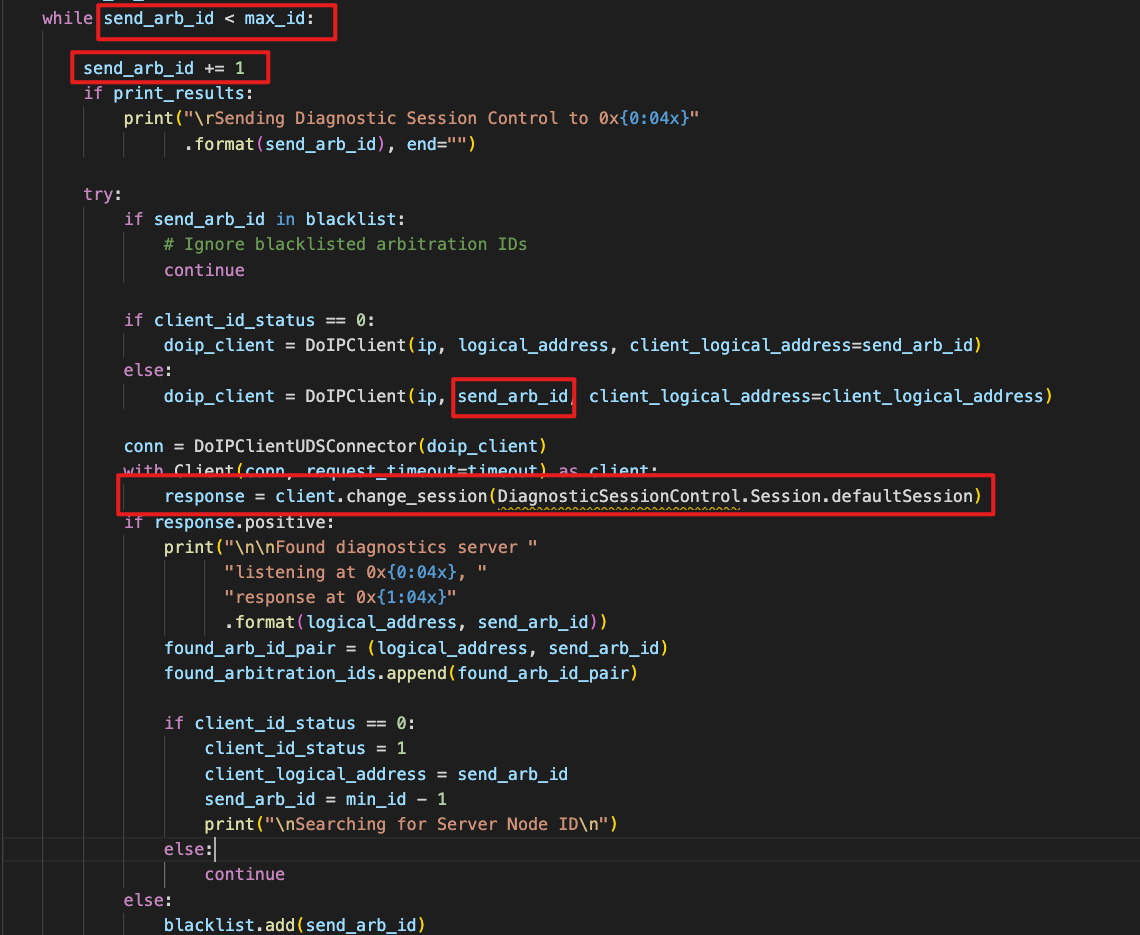 while send_arb_id < max_id:
send_arb_id += 1
if print_results:
print("\rSending Diagnostic Session Control to 0x{0:04x}"
.format(send_arb_id), end="")
try:
if send_arb_id in blacklist:
# Ignore blacklisted arbitration IDs
continue
if client_id_status == 0:
doip_client = DoIPClient(ip, logical_address, client_logical_address=send_arb_id)
else:
doip_client = DoIPClient(ip, send_arb_id, client_logical_address=client_logical_address)
conn = DoIPClientUDSConnector(doip_client)
with Client(conn, request_timeout=timeout) as client:
response = client.change_session(DiagnosticSessionControl.Session.defaultSession)
if response.positive:
print("\n\nFound diagnostics server "
"listening at 0x{0:04x}, "
"response at 0x{1:04x}"
.format(logical_address, send_arb_id))
found_arb_id_pair = (logical_address, send_arb_id)
found_arbitration_ids.append(found_arb_id_pair)
if client_id_status == 0:
client_id_status = 1
client_logical_address = send_arb_id
send_arb_id = min_id - 1
print("\nSearching for Server Node ID\n")
else:
continue
else:
blacklist.add(send_arb_id)